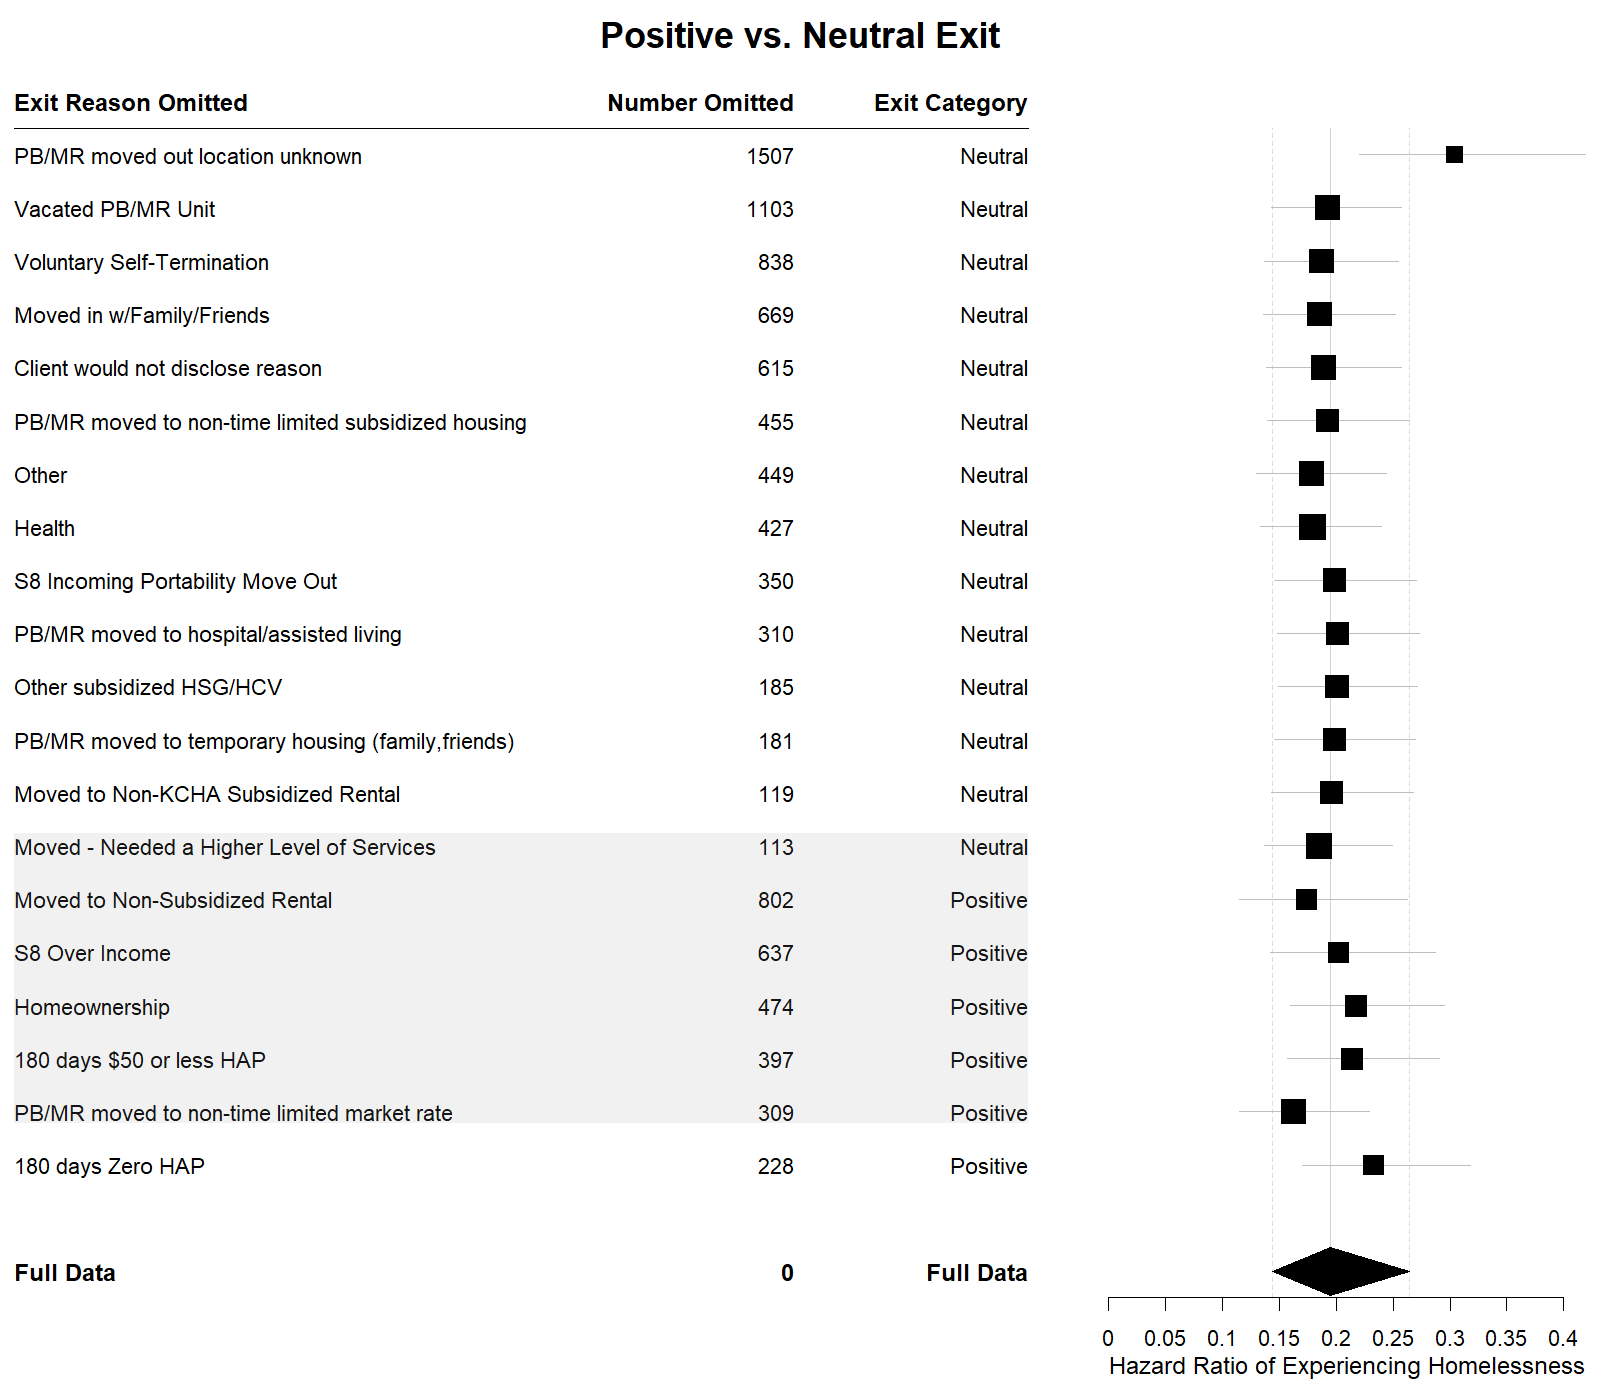 Positive vs. Neutral Exit
Exit Reason Omitted Number Omitted Exit Category
PB/MR moved out location unknown 1507 Neutral
Vacated PB/MR Unit 1103 Neutral
Voluntary Self-Termination 838 Neutral
Moved in w/Family/Friends 669 Neutral
Client would not disclose reason 615 Neutral
PB/MR moved to non-time limited subsidized housing 455 Neutral
Other 449 Neutral
Health 427 Neutral
S8 Incoming Portability Move Out 350 Neutral
PB/MR moved to hospital/assisted living 310 Neutral
Other subsidized HSG/HCV 185 Neutral
PB/MR moved to temporary housing (family,friends) 181 Neutral
Moved to Non-KCHA Subsidized Rental 119 Neutral
Moved - Needed a Higher Level of Services 113 Neutral
Moved to Non-Subsidized Rental 802 Positive
S8 Over Income 637 Positive
Homeownership 474 Positive
180 days $50 or less HAP 397 Positive
PB/MR moved to non-time limited market rate 309 Positive
180 days Zero HAP 228 Positive
Full Data 0 Full Data
0 0.05 0.1 0.15 0.2 0.25 0.3 0.35 0.4
Hazard Ratio of Experiencing Homelessness